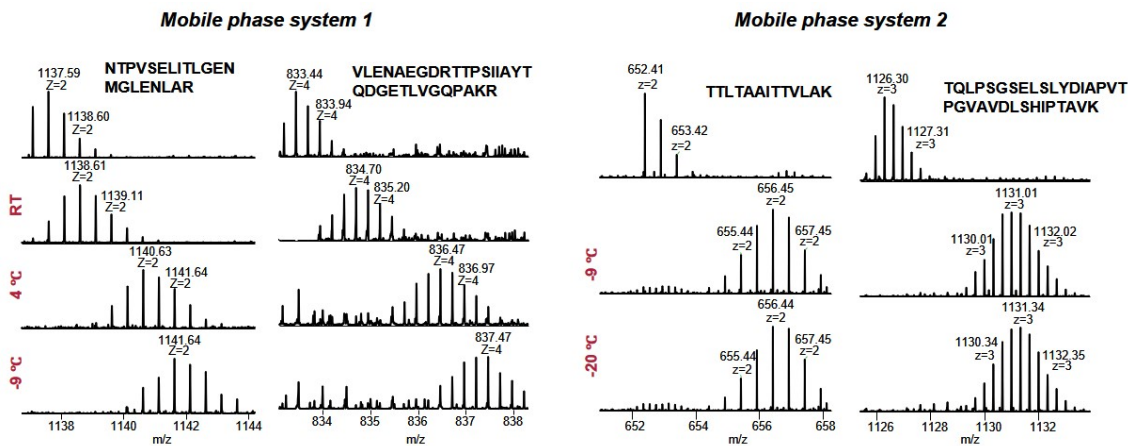 Mobile phase system 1
Mobile phase system 2
1137.59
Z=2
1138.60
Z=2
NTPVSELITLGEN
MGLENLAR
833.44
Z=4
833.94
Z=4
VLENAEGDRTTPSIIAYT
QDGETLVGQPAKR
652.41
z=2
653.42
z=2
TTLTAAITTVLAK
1126.30
z=3
1127.31
z=3
TQLPSGSELSLYDIAPVT
PGVAVDLSHIPTAVK
RT
1138.61
Z=2
1139.11
Z=2
834.70
Z=4
835.20
Z=4
4 ºC
1140.63
Z=2
1141.64
Z=2
836.47
Z=4
836.97
Z=4
-9 ºC
656.45
z=2
655.44
z=2
657.45
z=2
1131.01
z=3
1130.01
z=3
1132.02
z=3
-9 ºC
1141.64
Z=2
837.47
Z=4
-20 ºC
656.44
z=2
655.44
z=2
657.45
z=2
1131.34
z=3
1130.34
z=3
1132.35
z=3
1138 1140 1142 1144
m/z
834 835 836 837 838
m/z
652 654 656 658
m/z
1126 1128 1130 1132
m/z